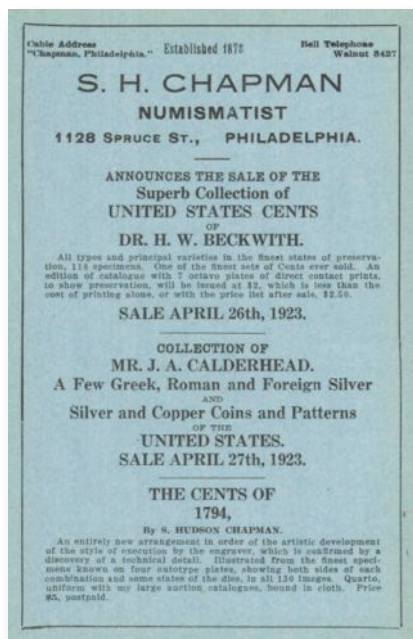 Cable Address
"Chapman, Philadelphia."
Established 1878
Bell Telephone
Walnut 3427
S. H. CHAPMAN
NUMISMATIST
1128 SPRUCE ST., PHILADELPHIA.
ANNOUNCES THE SALE OF THE
Superb Collection of
UNITED STATES CENTS
OF
DR. H. W. BECKWITH.
All types and principal varieties in the finest states of preserva-
tion, specimens. One of the finest sets of Cents ever sold. An
edition of catalogue with 7 octavo plates of direct contact prints,
to show preservation, will be issued at $2, which is less than the
cost of printing alone, or with the price list after sale, $2.50.
SALE APRIL 26th, 1923.
COLLECTION OF
MR. J. A. CALDERHEAD.
A Few Greek, Roman and Foreign Silver
AND
Silver and Copper Coins and Patterns
OF THE
UNITED STATES.
SALE APRIL 27th, 1923.
THE CENTS OF
1794,
By S. HUDSON CHAPMAN.
An entirely new arrangement in order of the artistic development
of the style of execution by the engraver, which is confirmed by a
discovery of a technical detail. Illustrated from the finest speci-
mens known on four autotype plates, showing both sides of each
combination and some states of the dies, in all 130 images. Quarto,
uniform with my large auction catalogues, bound in cloth. Price
$5, postpaid.